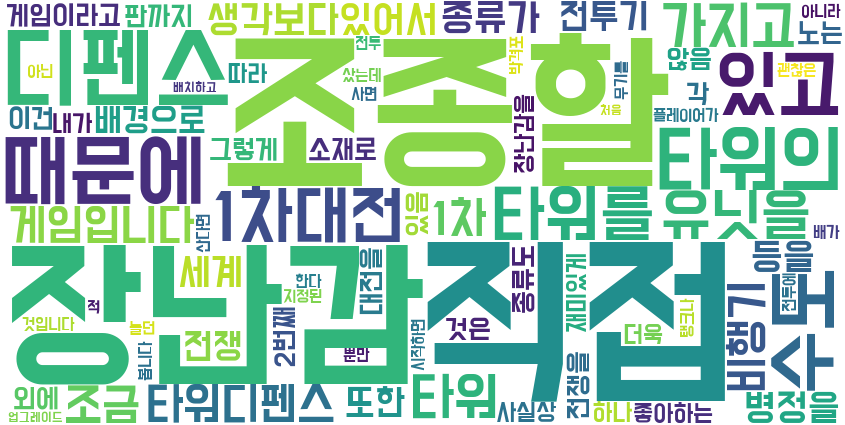 게임이라고 판까지 생각보다 있어서 종류가 전투기 가지고 아니라 노는
디펜스 조종할 전투 박격포 무기를 않음 괜찮은
아닌 배치하고 따라 샀는데 사면 있고
이건 내가 배경으로 장난감을 처음 각 플레이어가
때문에 그렇게 소재로 타워의
게임입니다 1차대전 있음 1차 타워를 유닛을 배가
산다면 대전을 종류도 등을
장난감 직접 세계 한다 재미있게 전투에 수도
적 지정된 탱크나
것입니다 놀던 전쟁 2번째 것은 더욱 비행기
봅니다 뿐만 시작하면
외에 조금 타워디펜스 또한 타워 전쟁을 병정을
업그레이드 사실상 하나 좋아하는